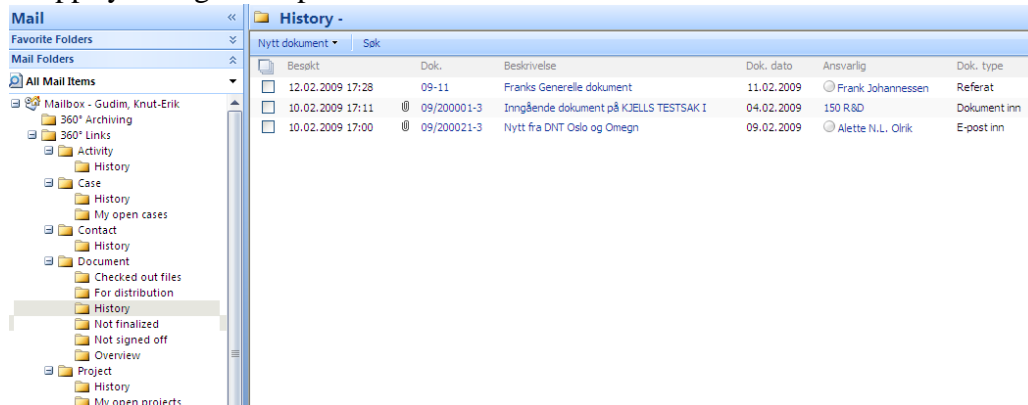 Mail
Favorite Folders
Mail Folders
All Mail Items
Mailbox - Gudim, Knut-Erik
360° Archiving
360° Links
Activity
History
Case
History
My open cases
Contact
History
Document
Checked out files
For distribution
History
Not finalized
Not signed off
Overview
Project
History
My open projects
History -
Nytt dokument Søk
Besøkt Dok. Beskrivelse Dok. dato Ansvarlig Dok. type
12.02.2009 17:28 09-11 Franks Generelle dokument 11.02.2009 Frank Johannessen Referat
10.02.2009 17:11 09/200001-3 Inngående dokument på KJELLS TESTSAK I 04.02.2009 150 R&D Dokument inn
10.02.2009 17:00 09/200021-3 Nytt fra DNT Oslo og Omegn 09.02.2009 Alette N.L. Olrik E-post inn